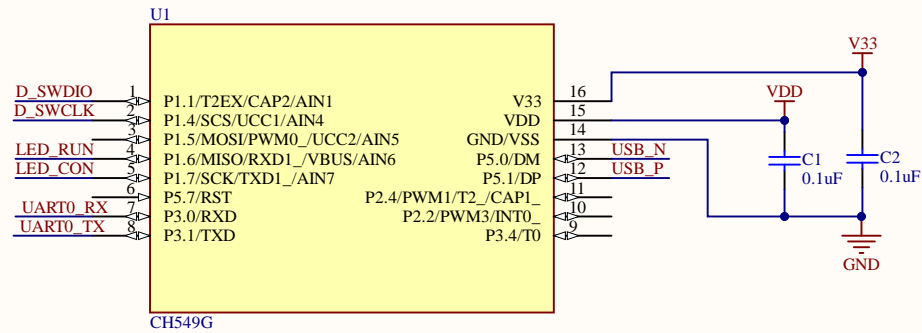 U1
V33
D_SWDIO 1 P1.1/T2EX/CAP2/AIN1 V33 16
VDD
D_SWCLK 2 P1.4/SCS/UCC1/AIN4 VDD 15
3 P1.5/MOSI/PWM0_/UCC2/AIN5 GND/VSS 14
LED_RUN 4 P1.6/MISO/RXD1_/VBUS/AIN6 P5.0/DM 13 USB_N
C1
C2
LED_CON 5 P1.7/SCK/TXD1_/AIN7 P5.1/DP 12 USB_P
0.1uF
0.1uF
6 P5.7/RST P2.4/PWM1/T2_/CAP1_ 11
UART0_RX 7 P3.0/RXD P2.2/PWM3/INT0_ 10
UART0_TX 8 P3.1/TXD P3.4/T0 9
GND
CH549G